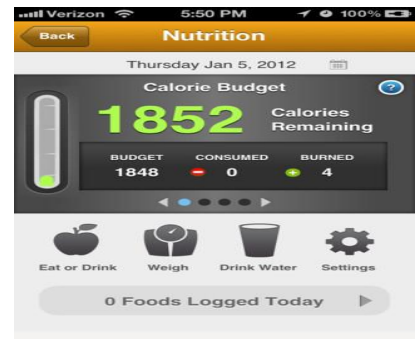 Verizon 5:50 PM 100%
Back Nutrition
Thursday Jan 5, 2012
Calorie Budget ?
1852 Calories Remaining
BUDGET CONSUMED BURNED
1848 0 4
Eat or Drink Weigh Drink Water Settings
0 Foods Logged Today